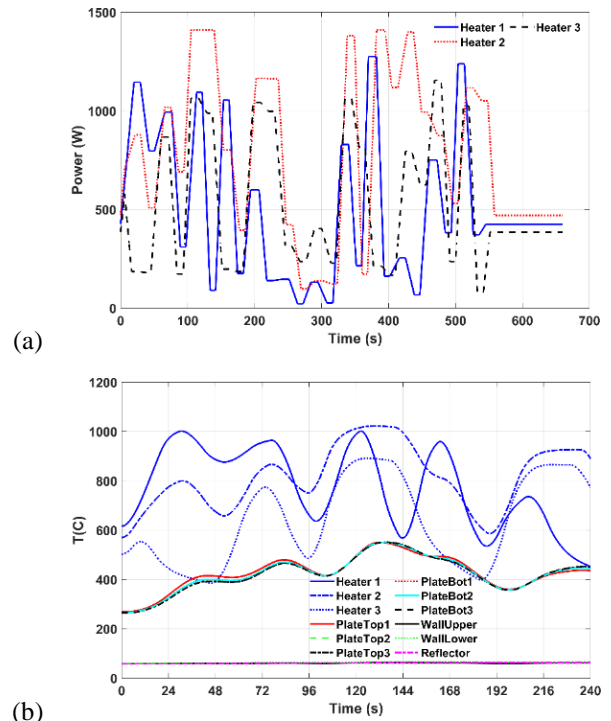 1500
1000
500
0
Power (W)
Heater 1 Heater 3
Heater 2
0 100 200 300 400 500 600 700
Time (s)
(a)
1200
1000
800
600
400
200
0
T(C)
Heater 1 PlateBot1
Heater 2 PlateBot2
Heater 3 PlateBot3
PlateTop1 WallUpper
PlateTop2 WallLower
PlateTop3 Reflector
0 24 48 72 96 120 144 168 192 216 240
Time (s)
(b)